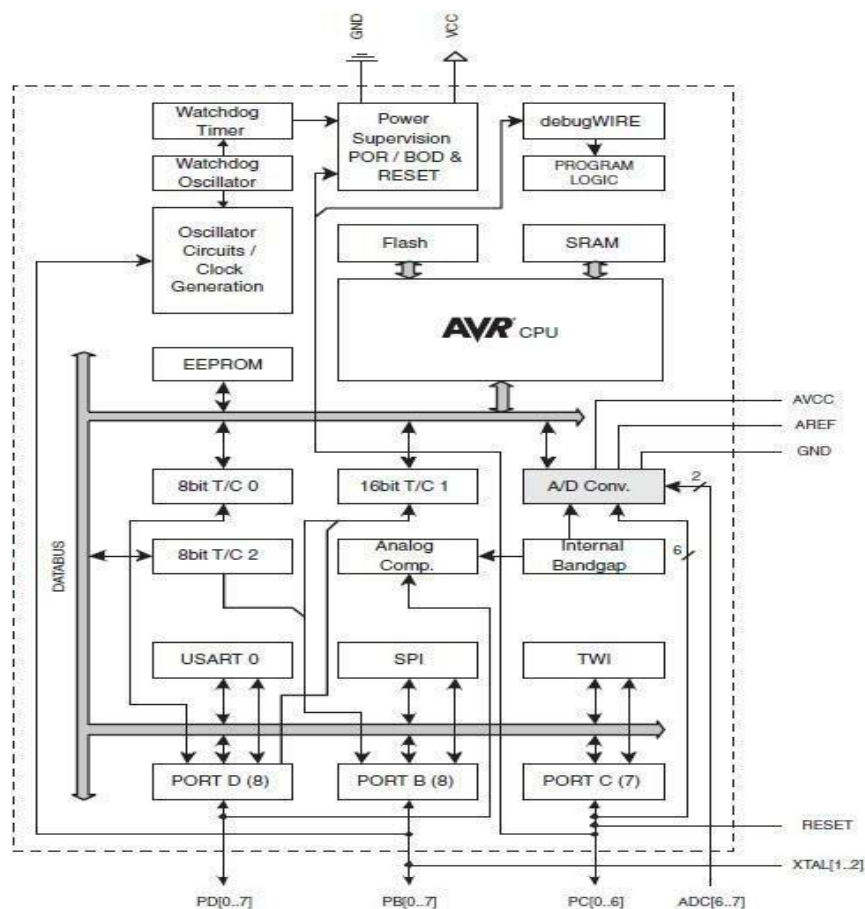 GND
VCC
Watchdog
Timer
Power
Supervision
POR / BOD &
RESET
debugWIRE
Watchdog
Oscillator
PROGRAM
LOGIC
Oscillator
Circuits /
Clock
Generation
Flash
SRAM
AVR CPU
EEPROM
AVCC
AREF
GND
8bit T/C 0
16bit T/C 1
A/D Conv.
2
8bit T/C 2
Analog
Comp.
Internal
Bandgap
6
DATABUS
USART 0
SPI
TWI
PORT D (8)
PORT B (8)
PORT C (7)
RESET
XTAL[1..2]
PD[0..7]
PB[0..7]
PC[0..6]
ADC[6..7]